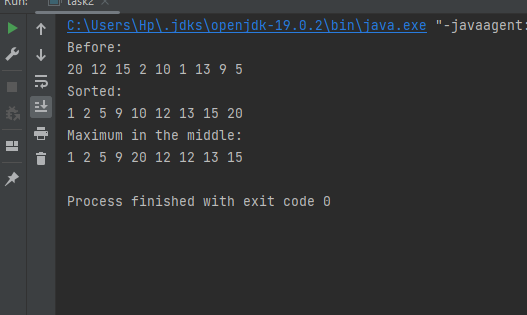 Run: task2 ×
C:\Users\Hp\.jdks\openjdk-19.0.2\bin\java.exe "-javaagent:
Before:
20 12 15 2 10 1 13 9 5
Sorted:
1 2 5 9 10 12 13 15 20
Maximum in the middle:
1 2 5 9 20 12 12 13 15
Process finished with exit code 0